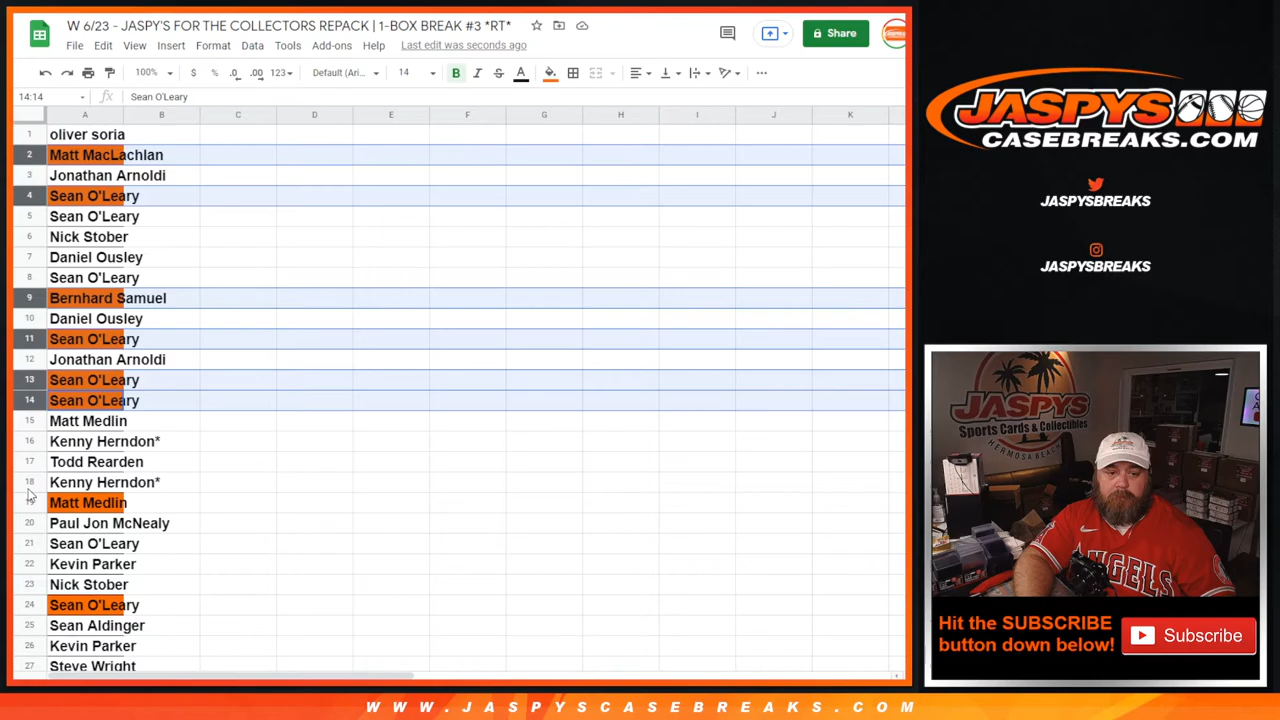 W 6/23 - JASPY'S FOR THE COLLECTORS REPACK | 1-BOX BREAK #3 *RT*
File Edit View Insert Format Data Tools Add-ons Help Last edit was seconds ago
Share
100% $ % .0 .00 123 Default (Ari... 14 B I S A
14:14 fx Sean O'Leary
A B C D E F G H I J K
1 oliver soria
2 Matt MacLachlan
3 Jonathan Arnoldi
4 Sean O'Leary
5 Sean O'Leary
6 Nick Stober
7 Daniel Ousley
8 Sean O'Leary
9 Bernhard Samuel
10 Daniel Ousley
11 Sean O'Leary
12 Jonathan Arnoldi
13 Sean O'Leary
14 Sean O'Leary
15 Matt Medlin
16 Kenny Herndon*
17 Todd Rearden
18 Kenny Herndon*
19 Matt Medlin
20 Paul Jon McNealy
21 Sean O'Leary
22 Kevin Parker
23 Nick Stober
24 Sean O'Leary
25 Sean Aldinger
26 Kevin Parker
27 Steve Wright
JASPYS
CASEBREAKS.COM
JASPYSBREAKS
JASPYSBREAKS
JASPYS
Sports Cards & Collectibles
HERMOSA BEACH
ANGELS
Hit the SUBSCRIBE
button down below!
Subscribe
WWW.JASPYSCASEBREAKS.COM